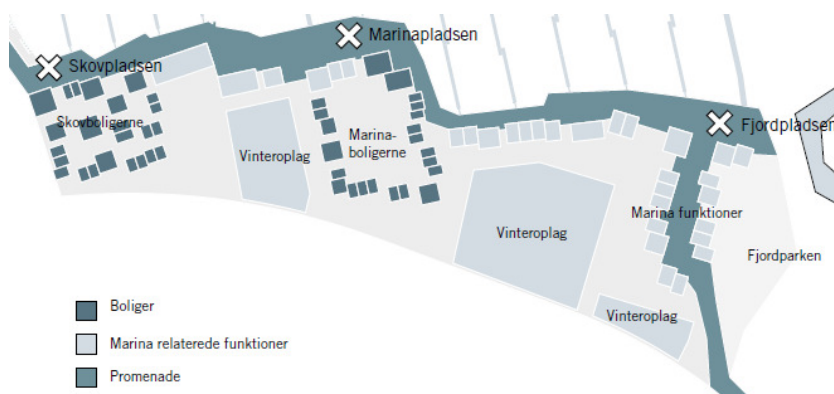 Marinapladsen
Skovpladsen
Fjordpladsen
Skovboligerne
Marina-
boligerne
Vinteroplag
Vinteroplag
Marina funktioner
Fjordparken
Vinteroplag
Boliger
Marina relaterede funktioner
Promenade